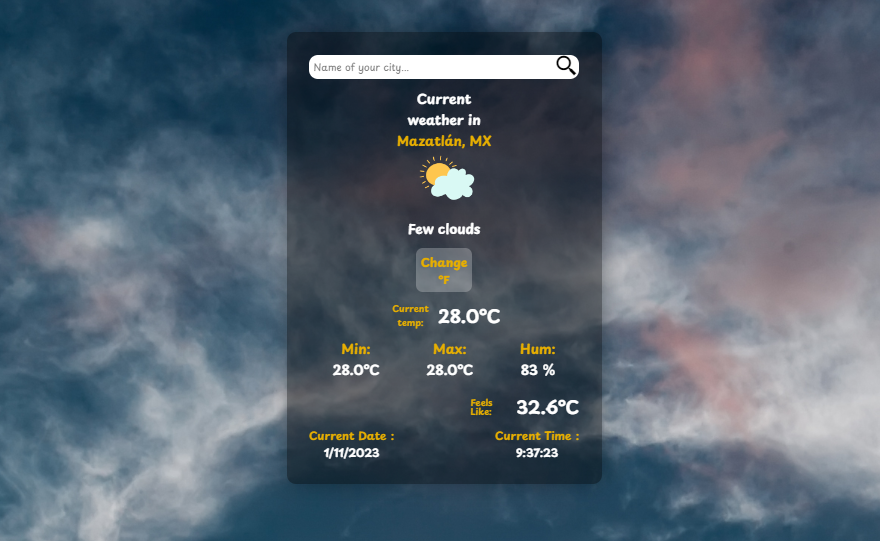 Name of your city...
Current
weather in
Mazatlán, MX
Few clouds
Change
°F
Current
temp:
28.0°C
Min:
Max:
Hum:
28.0°C
28.0°C
83 %
Feels
Like:
32.6°C
Current Date :
Current Time :
1/11/2023
9:37:23